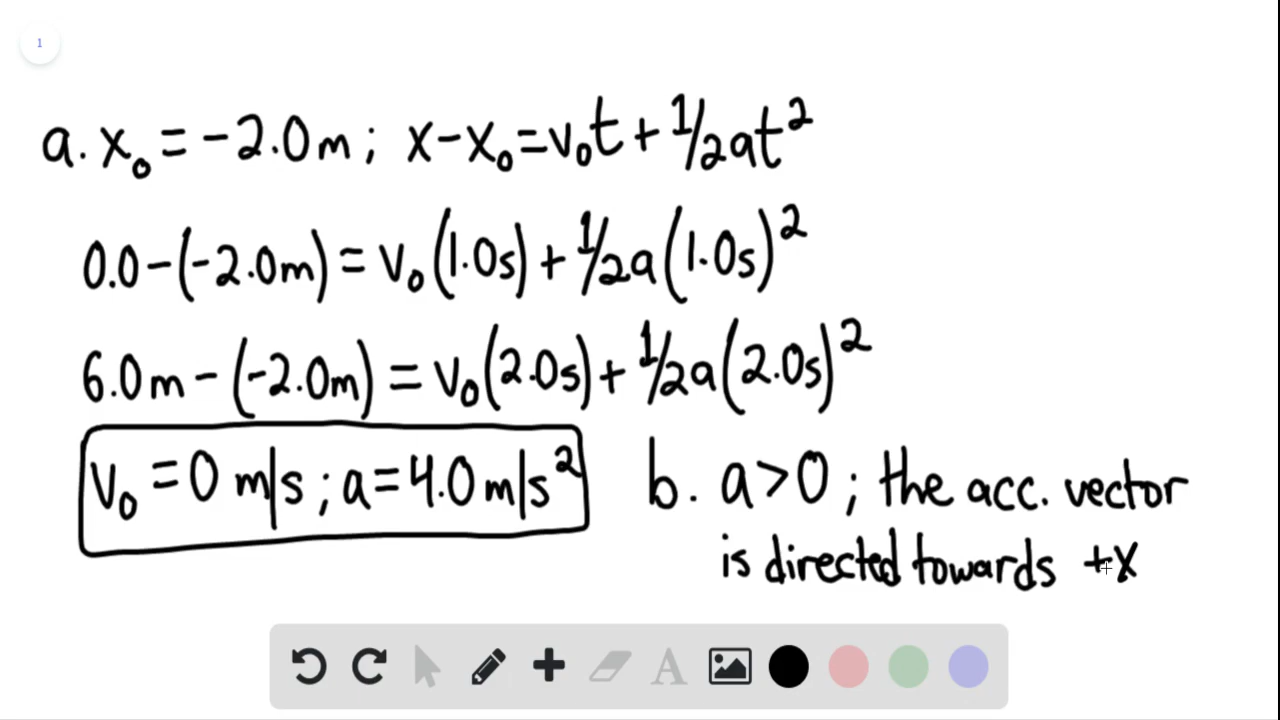 1
a. x₀ = -2.0m ; x-x₀=v₀t + 1/2at²
0.0-(-2.0m) = v₀(1.0s) + 1/2a(1.0s)²
6.0m - (-2.0m) = v₀(2.0s) + 1/2a(2.0s)²
v₀ = 0 m/s ; a=4.0m/s²
b. a>0 ; the acc. vector
is directed towards +x
A